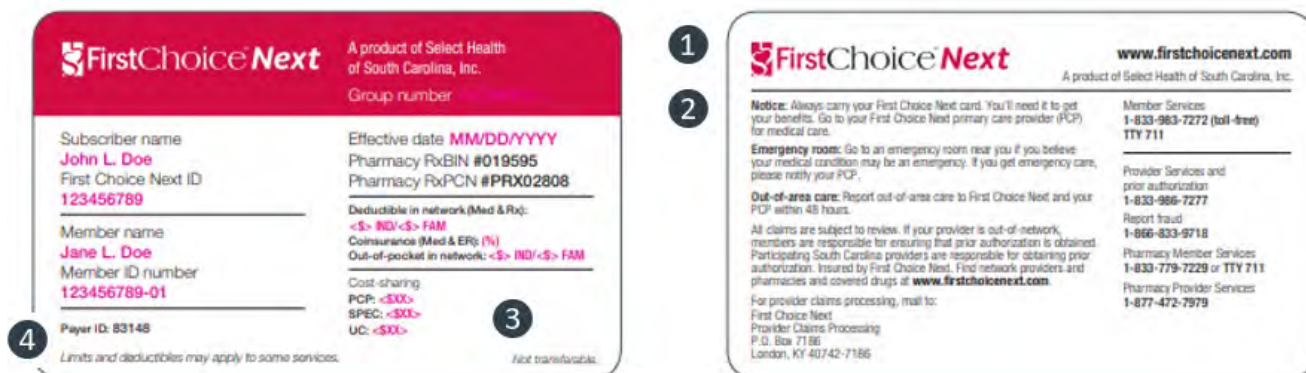 FirstChoice Next
A product of Select Health
of South Carolina, Inc.
Group number
Subscriber name
John L. Doe
First Choice Next ID
123456789
Member name
Jane L. Doe
Member ID number
123456789-01
Payer ID: 83148
4
Limits and deductibles may apply to some services.
Effective date MM/DD/YYYY
Pharmacy RxBIN #019595
Pharmacy RxPCN #PRX02808
Deductible in network (Med & Rx):
<$> IND/<$> FAM
Coinsurance (Med & ER): (%)
Out-of-pocket in network: <$> IND/<$> FAM
Cost-sharing
PCP: <$XX>
SPEC: <$XX>
UC: <$XX>
3
Not transferable.
1
FirstChoice Next
www.firstchoicenext.com
A product of Select Health of South Carolina, Inc.
2
Notice: Always carry your First Choice Next card. You'll need it to get
your benefits. Go to your First Choice Next primary care provider (PCP)
for medical care.
Emergency room: Go to an emergency room near you if you believe
your medical condition may be an emergency. If you get emergency care,
please notify your PCP.
Out-of-area care: Report out-of-area care to First Choice Next and your
PCP within 48 hours.
All claims are subject to review. If your provider is out-of-network,
members are responsible for ensuring that prior authorization is obtained.
Participating South Carolina providers are responsible for obtaining prior
authorization. Insured by First Choice Next. Find network providers and
pharmacies and covered drugs at www.firstchoicenext.com.
For provider claims processing, mail to:
First Choice Next
Provider Claims Processing
P.O. Box 7186
London, KY 40742-7186
Member Services
1-833-983-7272 (toll-free)
TTY 711
Provider Services and
prior authorization
1-833-986-7277
Report fraud
1-866-833-9718
Pharmacy Member Services
1-833-779-7229 or TTY 711
Pharmacy Provider Services
1-877-472-7979